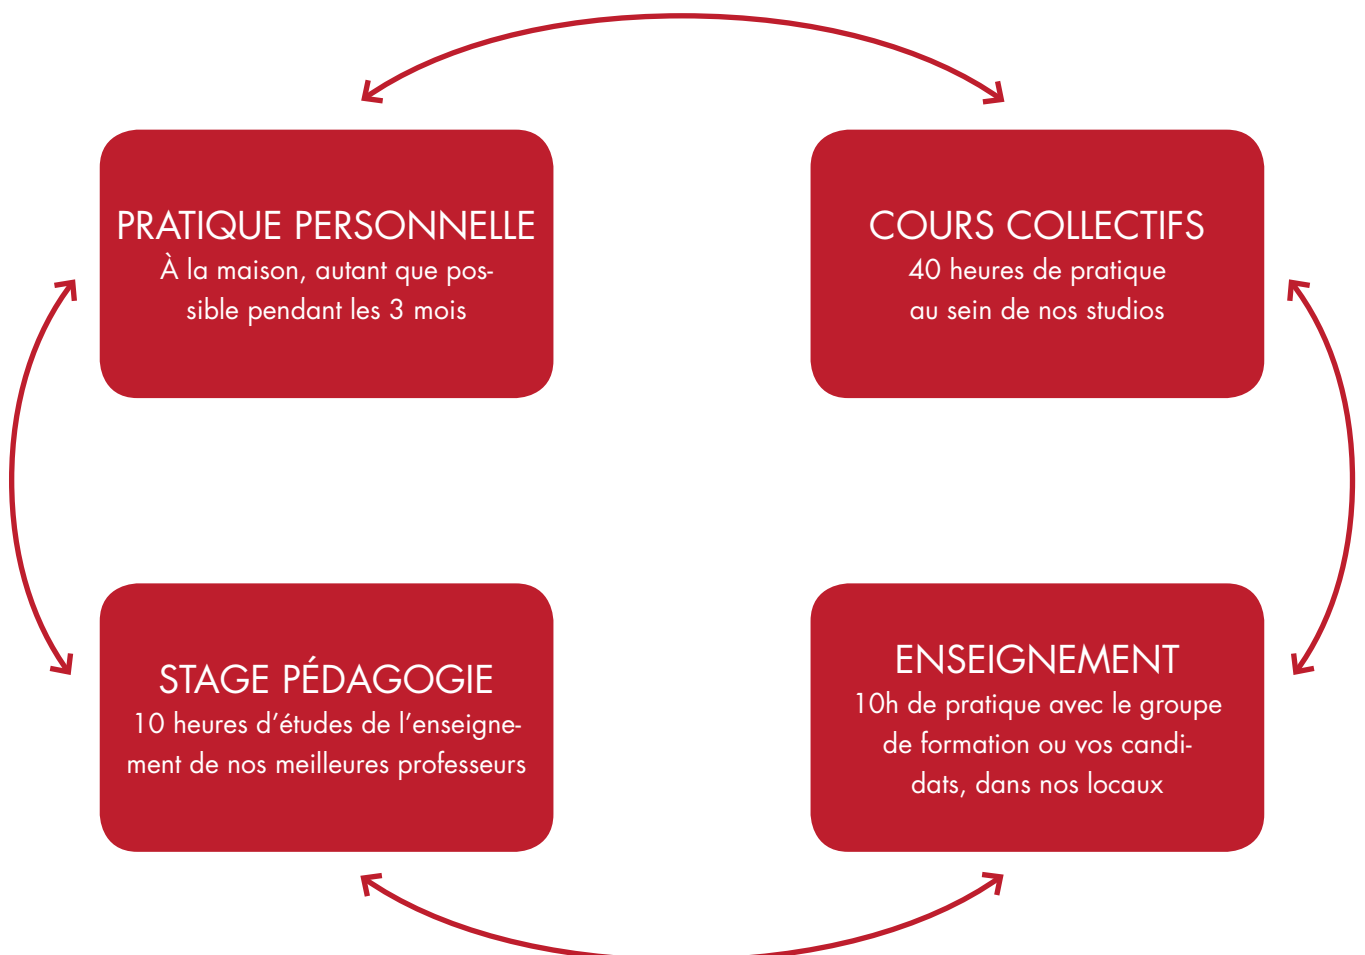 PRATIQUE PERSONNELLE
À la maison, autant que pos-
sible pendant les 3 mois
COURS COLLECTIFS
40 heures de pratique
au sein de nos studios
STAGE PÉDAGOGIE
10 heures d’études de l’enseigne-
ment de nos meilleures professeurs
ENSEIGNEMENT
10h de pratique avec le groupe
de formation ou vos candi-
dats, dans nos locaux